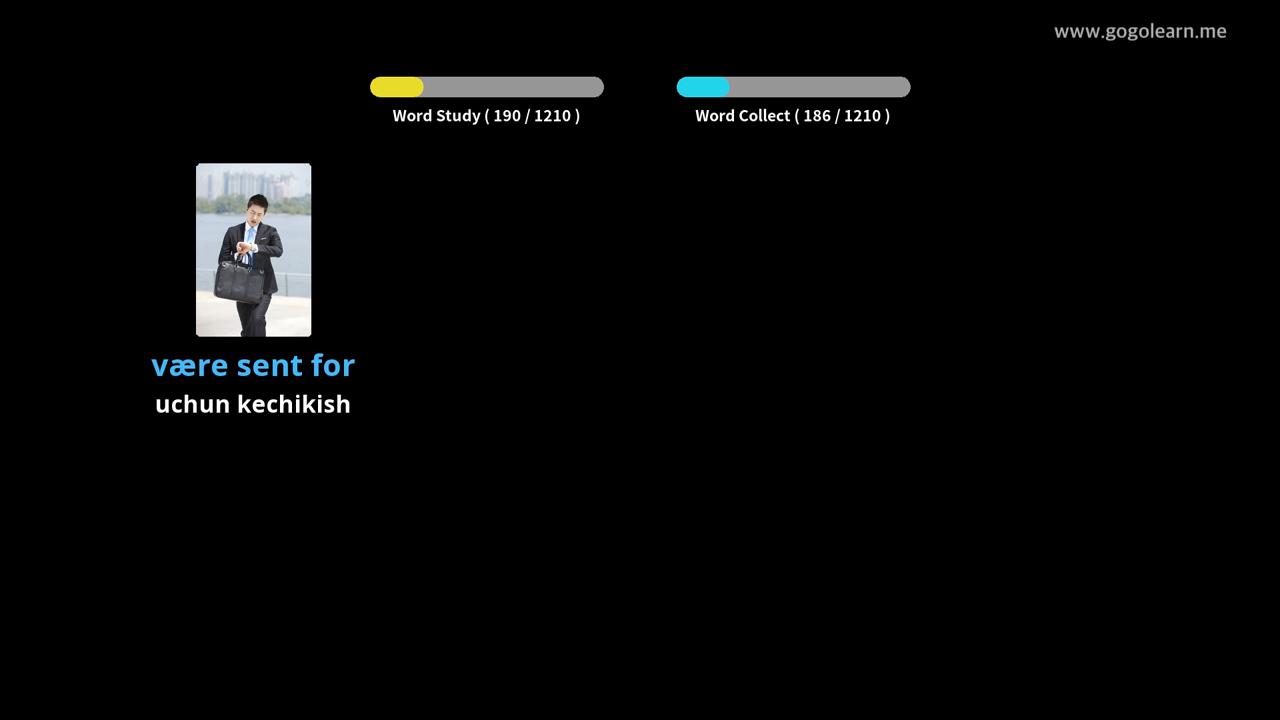 www.gogolearn.me
Word Study ( 190 / 1210 )
Word Collect ( 186 / 1210 )
være sent for
uchun kechikish